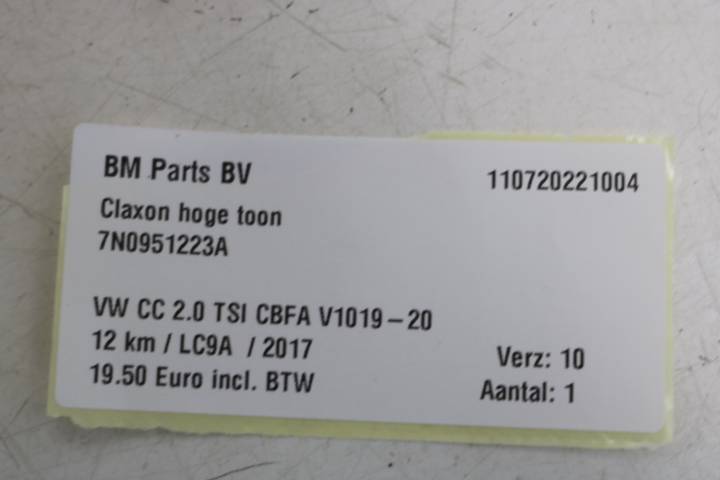 BM Parts BV 110720221004
Claxon hoge toon
7N0951223A
VW CC 2.0 TSI CBFA V1019-20
12 km / LC9A / 2017 Verz: 10
19.50 Euro incl. BTW Aantal: 1